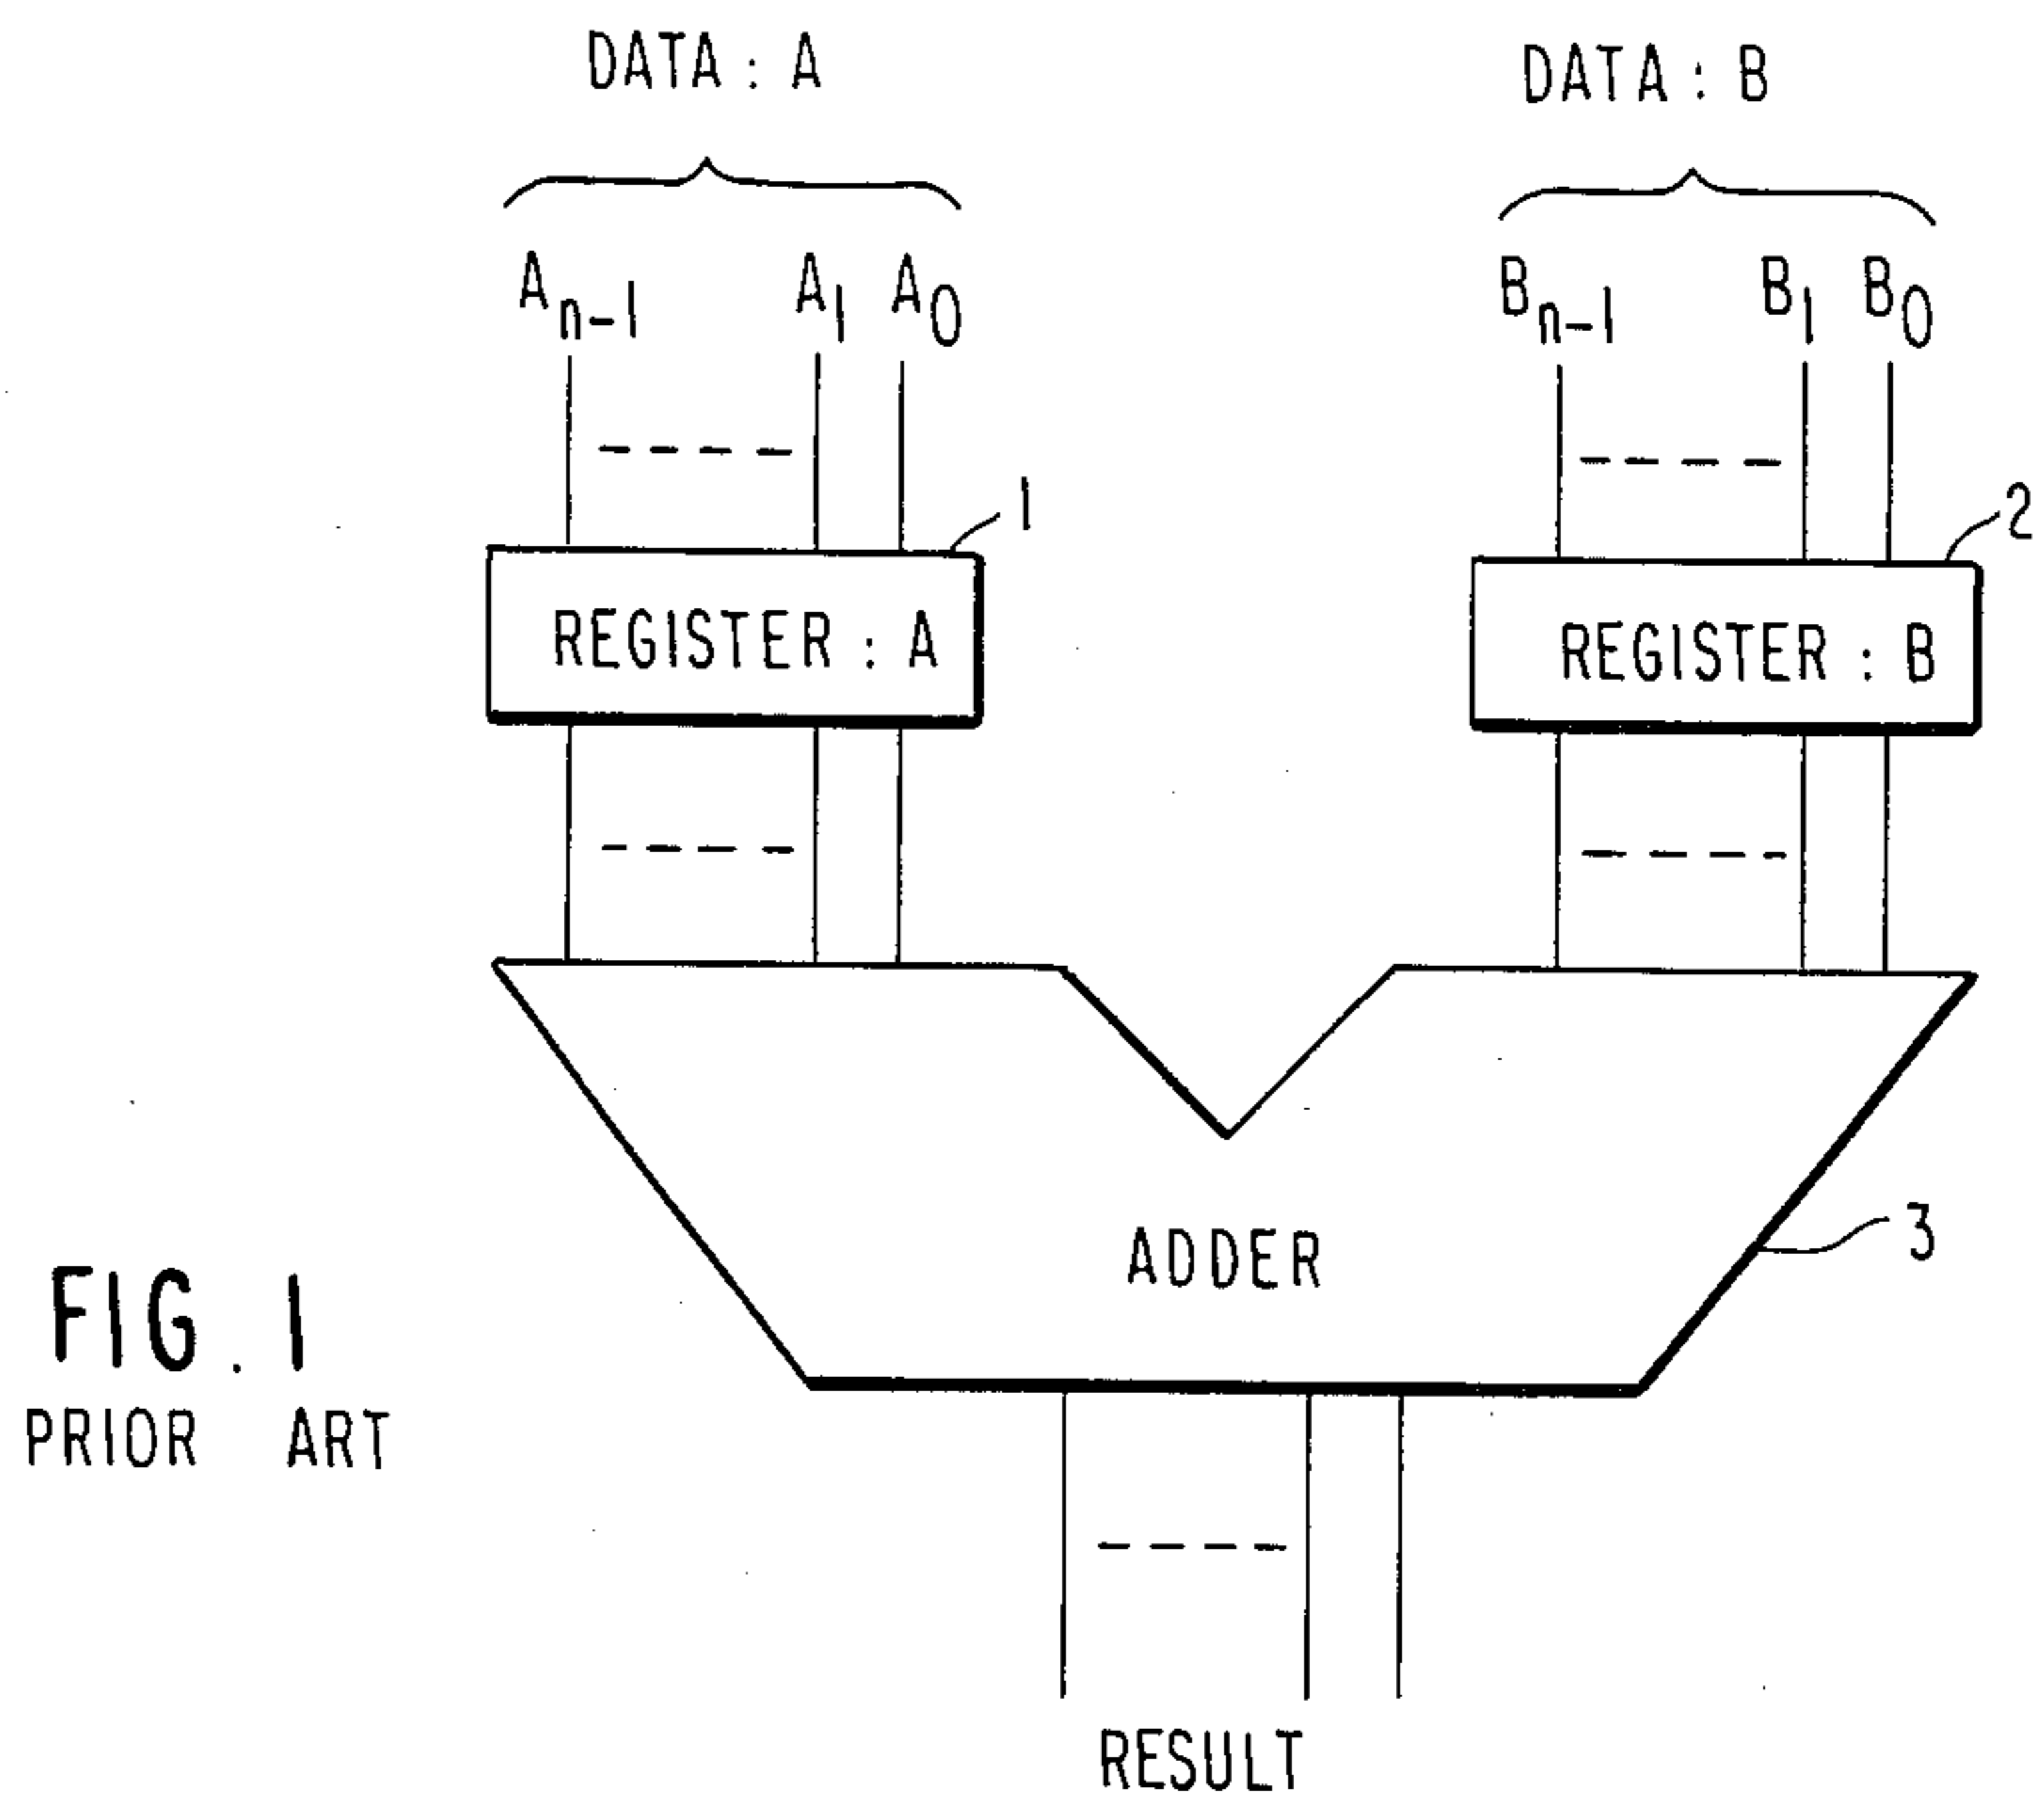 DATA : A
DATA : B
An-1 A1 A0
Bn-1 B1 B0
1
2
REGISTER : A
REGISTER : B
ADDER
3
FIG. 1
PRIOR ART
RESULT